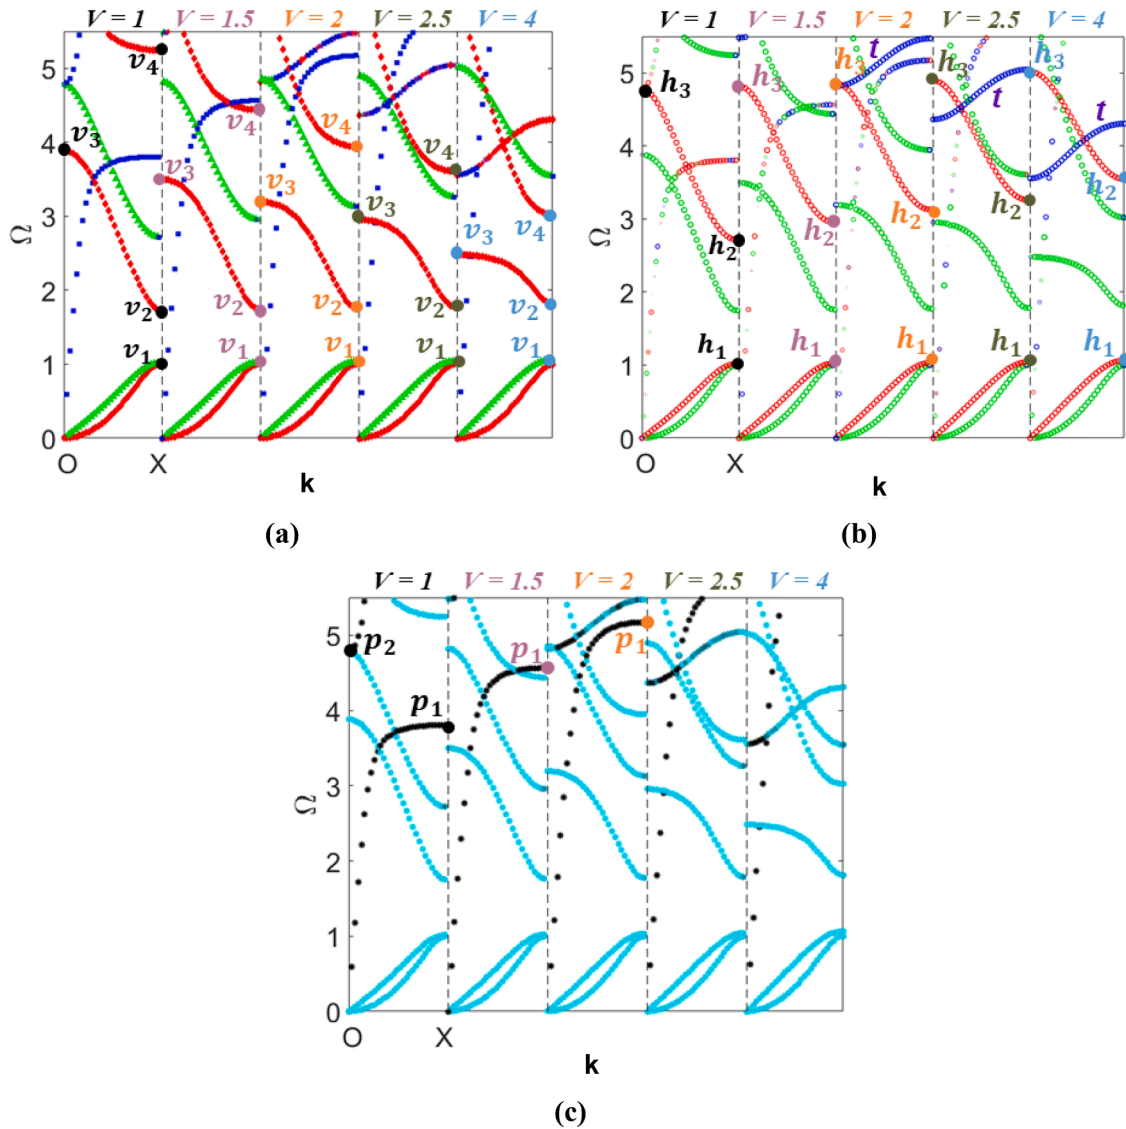 V = 1 V = 1.5 V = 2 V = 2.5 V = 4
5
4
3
2
1
0
Ω
v4
v3
v2
v1
v4
v3
v2
v1
v4
v3
v2
v1
v4
v3
v2
v1
v3
v4
v2
v1
O X
k
(a)
V = 1 V = 1.5 V = 2 V = 2.5 V = 4
5
4
3
2
1
0
Ω
h3
h2
h1
h3
h2
h1
h3
t
h2
h1
h3
t
h2
h1
h3
t
h2
h1
O X
k
(b)
V = 1 V = 1.5 V = 2 V = 2.5 V = 4
5
4
3
2
1
0
Ω
p2
p1
p1
p1
O X
k
(c)